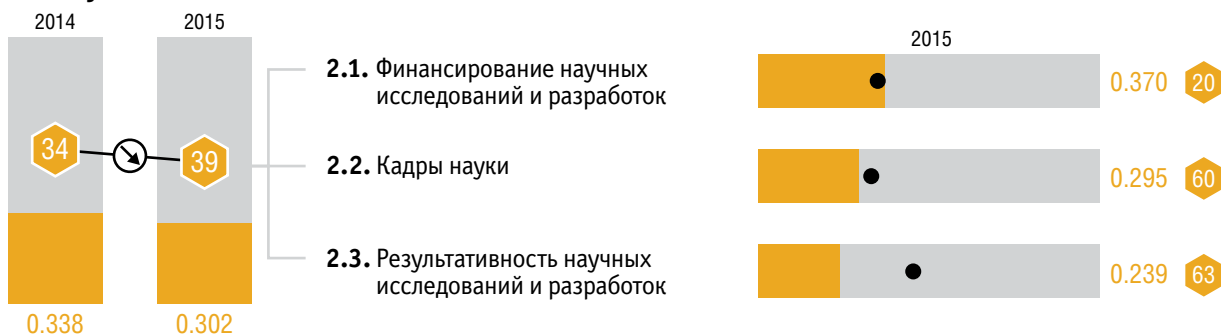 2014
2015
34
39
0.338
0.302
2.1. Финансирование научных
исследований и разработок
2.2. Кадры науки
2.3. Результативность научных
исследований и разработок
2015
0.370 20
0.295 60
0.239 63